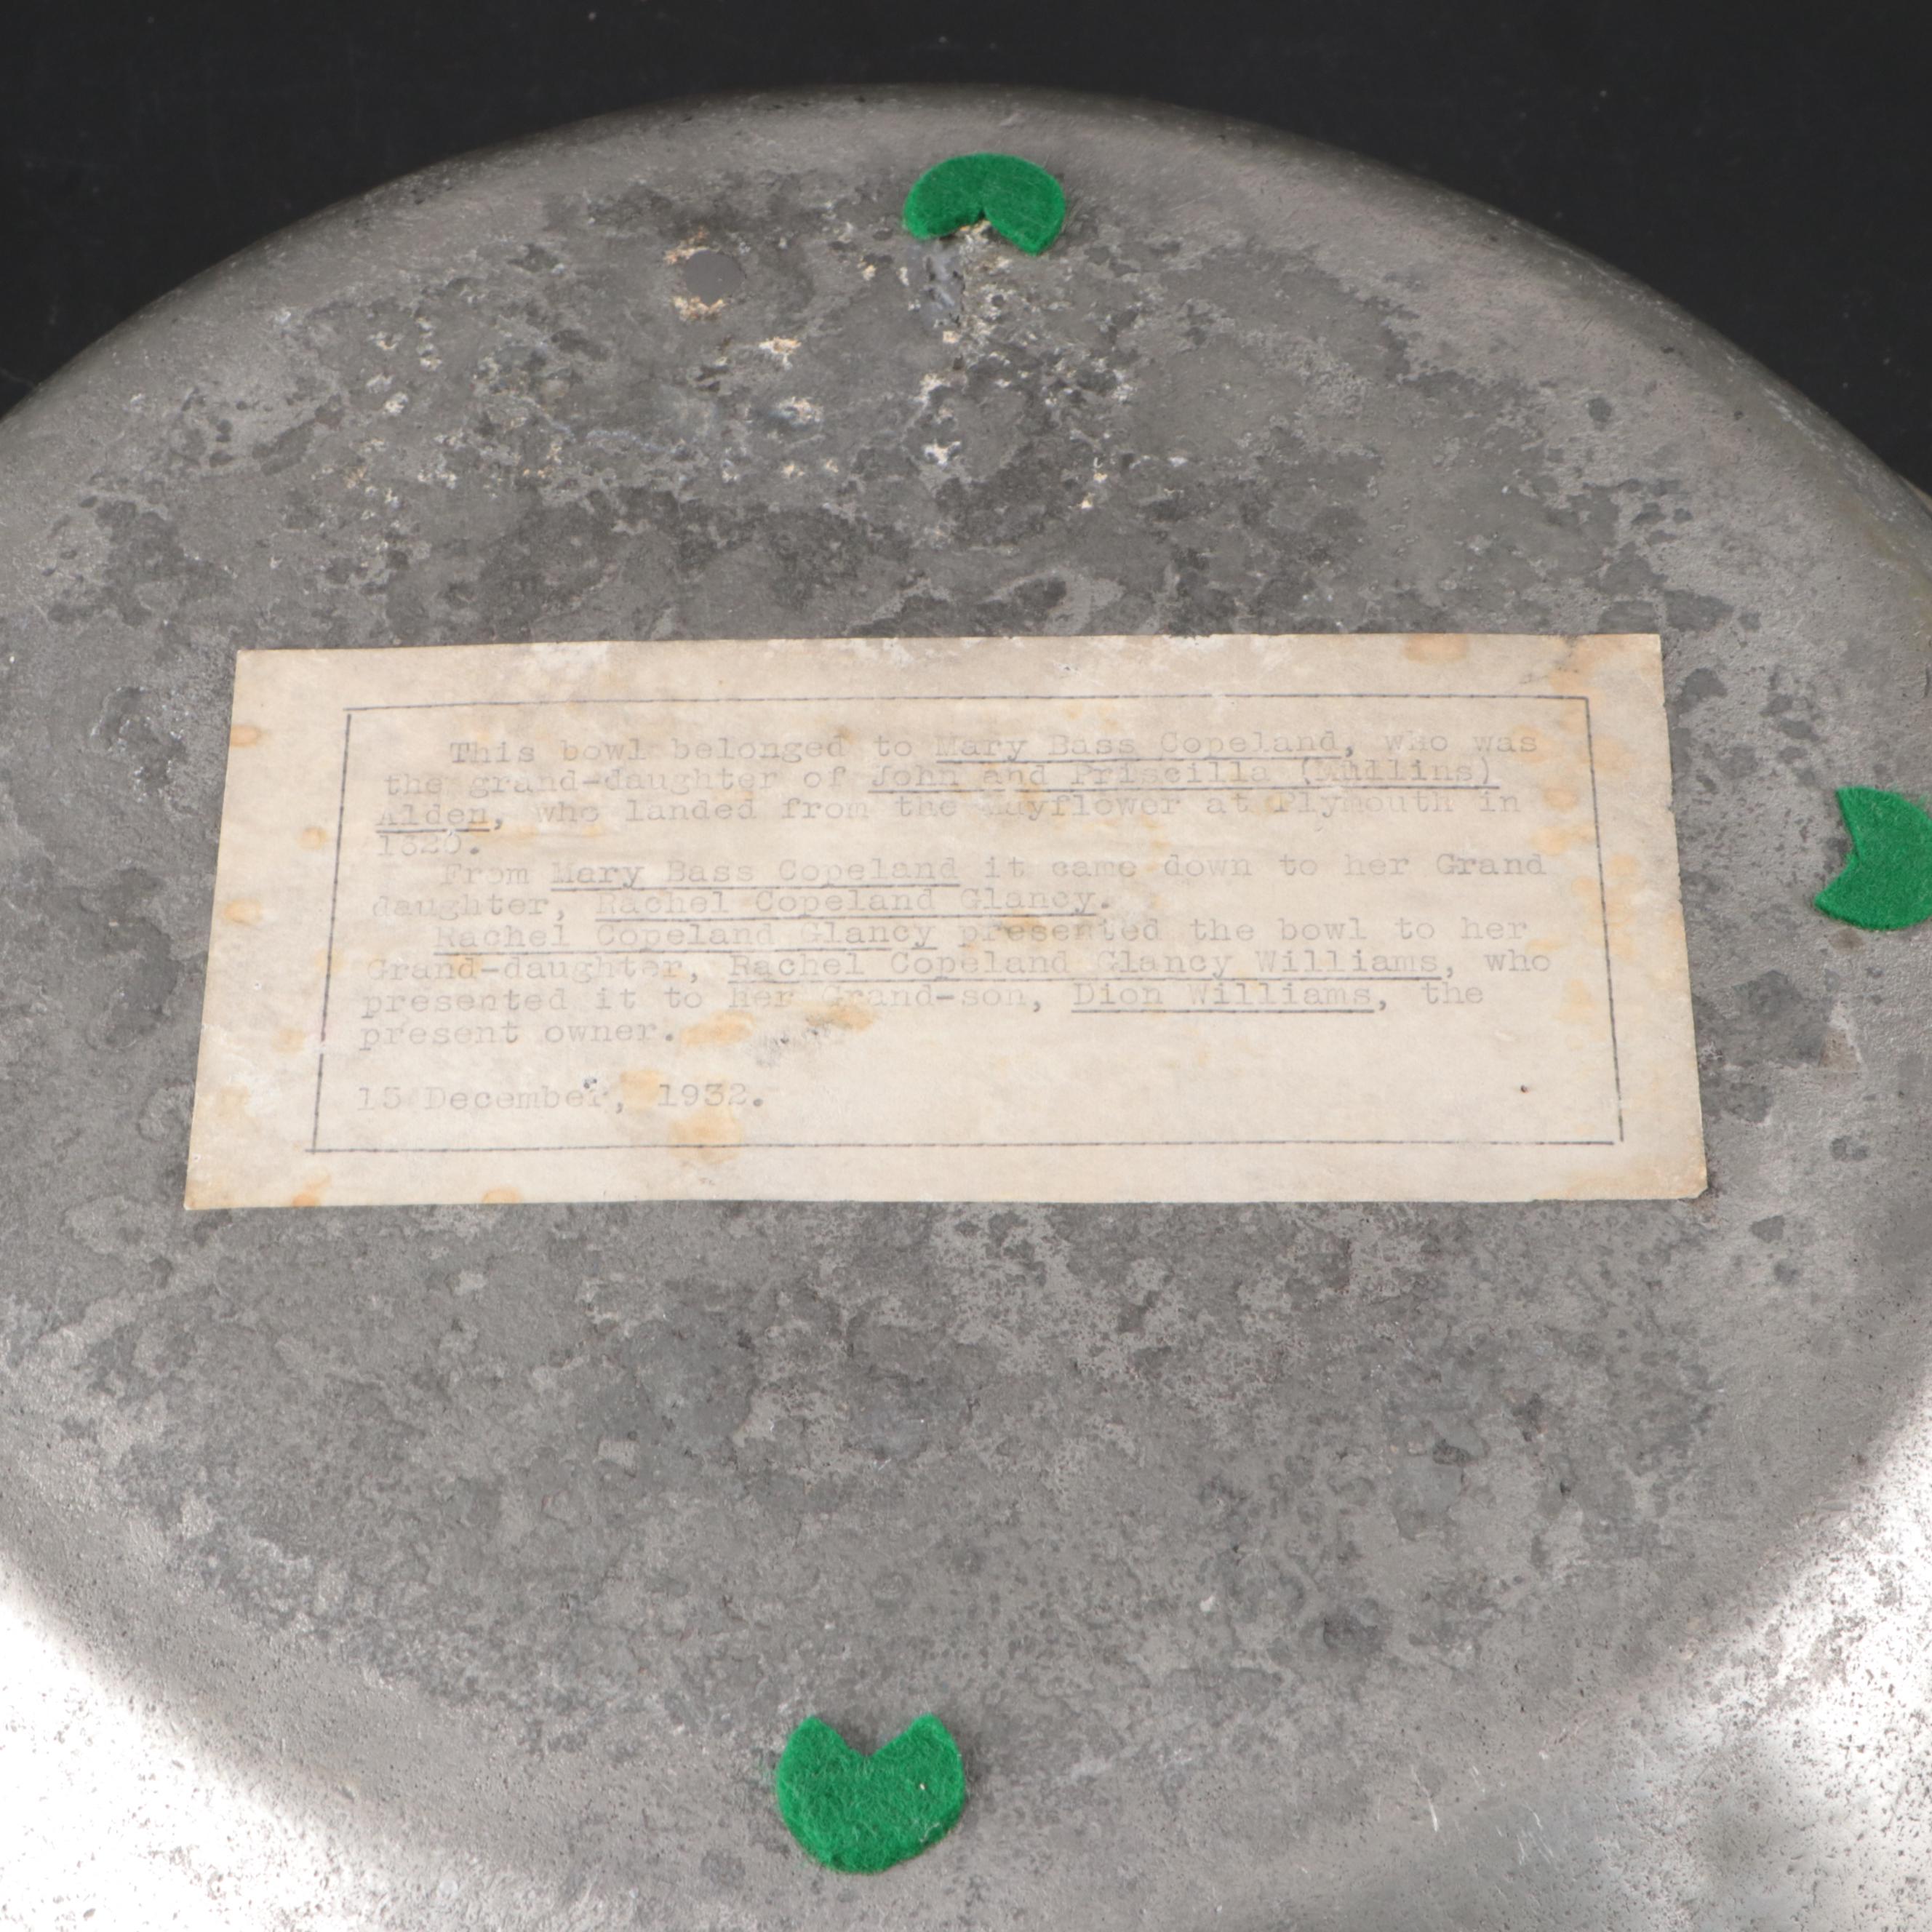 This bowl belonged to Mary Bass Copeland, who was
the grand-daughter of John and Priscilla (Mullins)
Alden, who landed from the Mayflower at Plymouth in
1620.
From Mary Bass Copeland it came down to her Grand
daughter, Rachel Copeland Glancy.
Rachel Copeland Glancy presented the bowl to her
Grand-daughter, Rachel Copeland Glancy Williams, who
presented it to her Grand-son, Dion Williams, the
present owner.
15 December, 1932.